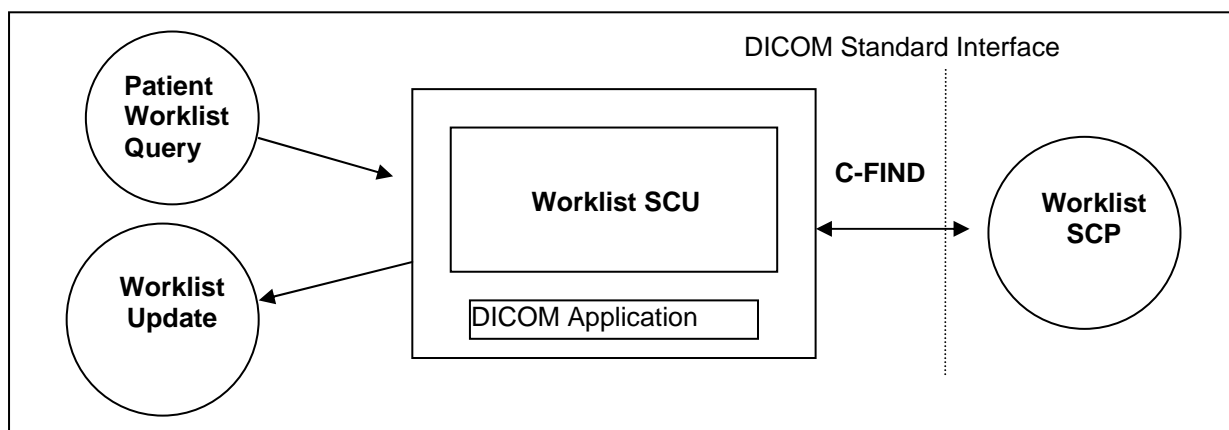 DICOM Standard Interface
Patient
Worklist
Query
Worklist SCU
C-FIND
Worklist
SCP
Worklist
Update
DICOM Application